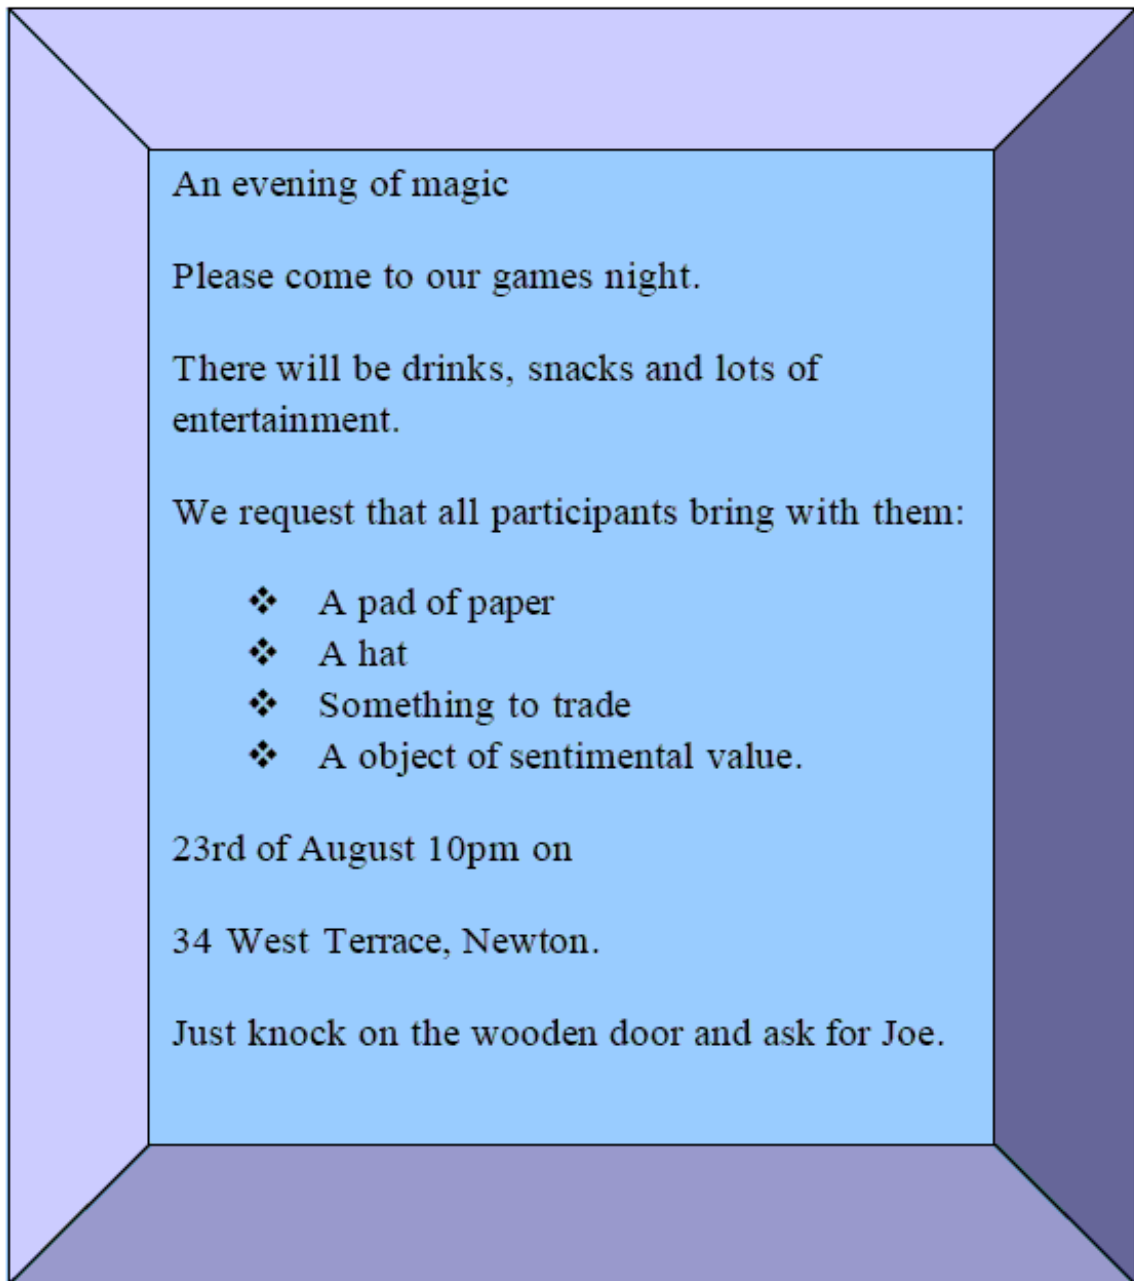 An evening of magic
Please come to our games night.
There will be drinks, snacks and lots of
entertainment.
We request that all participants bring with them:
❖ A pad of paper
❖ A hat
❖ Something to trade
❖ A object of sentimental value.
23rd of August 10pm on
34 West Terrace, Newton.
Just knock on the wooden door and ask for Joe.